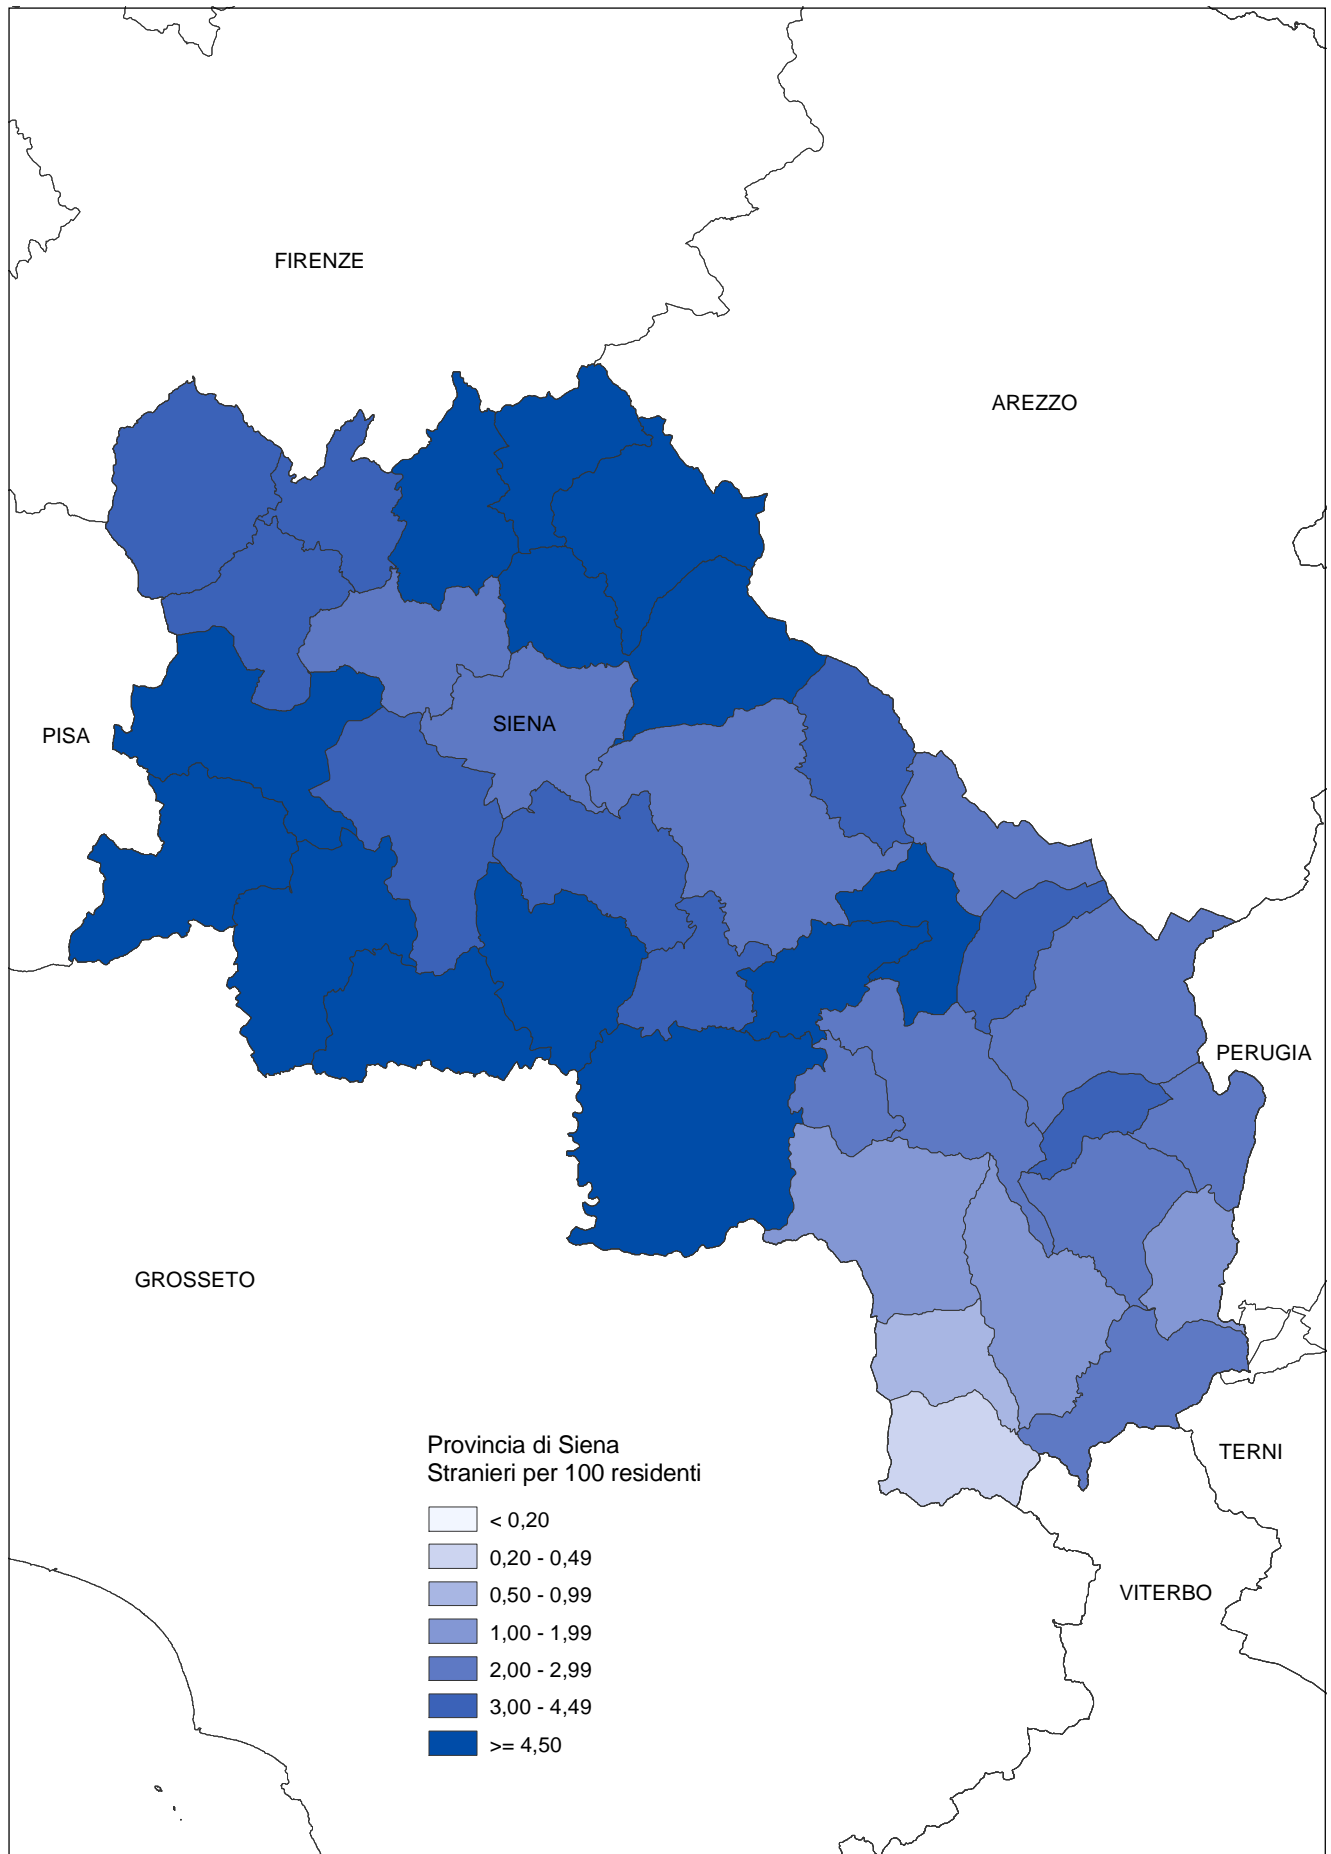 FIRENZE
AREZZO
SIENA
PISA
PERUGIA
GROSSETO
Provincia di Siena
Stranieri per 100 residenti
TERNI
< 0,20
0,20 - 0,49
0,50 - 0,99
VITERBO
1,00 - 1,99
2,00 - 2,99
3,00 - 4,49
>= 4,50